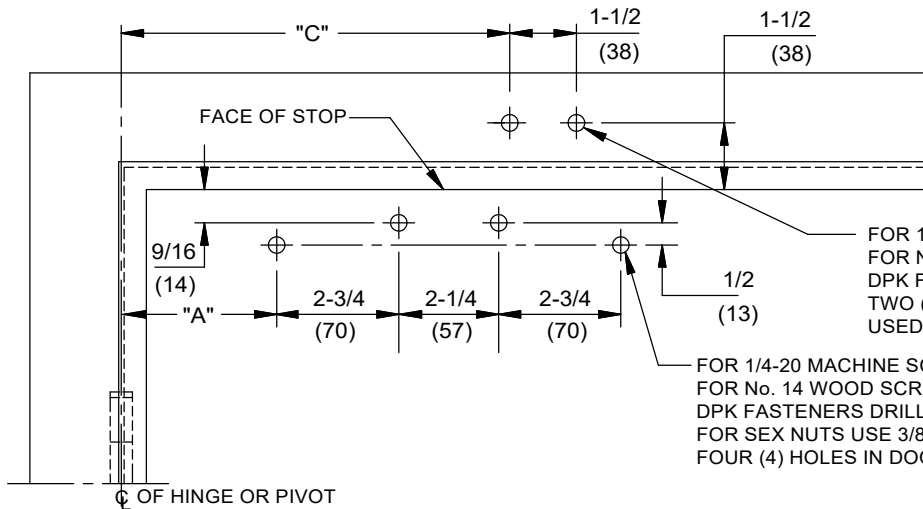 "C"
1-1/2
(38)
1-1/2
(38)
FACE OF STOP
9/16
(14)
"A"
2-3/4
(70)
2-1/4
(57)
2-3/4
(70)
1/2
(13)
FOR 1
FOR N
DPK F
TWO (
USED
FOR 1/4-20 MACHINE SC
FOR No. 14 WOOD SCR
DPK FASTENERS DRILL
FOR SEX NUTS USE 3/8
FOUR (4) HOLES IN DOO
℄ OF HINGE OR PIVOT